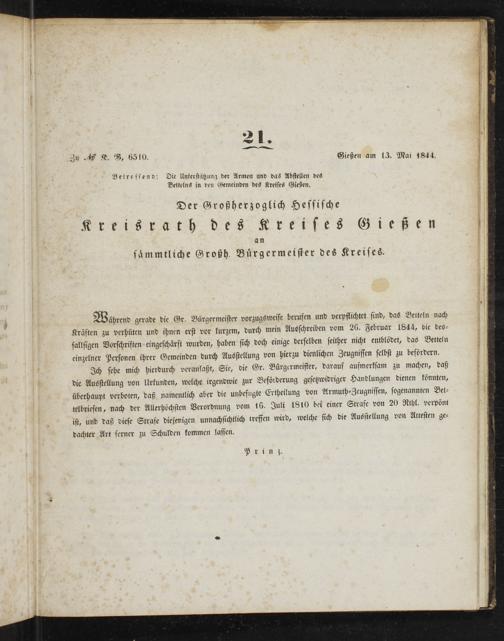 21.
Zu № K. G. 6510. Gießen am 13. Mai 1844.
Betreffend: Die Unterstützung der Armen und das Abstellen des
Bettelns in den Gemeinden des Kreises Gießen.
Der Großherzoglich Hessische
Kreisrath des Kreises Gießen
an
sämmtliche Großh. Bürgermeister des Kreises.
Während gerade die Gr. Bürgermeister vorzugsweise berufen und verpflichtet sind, das Betteln nach
Kräften zu verhüten und ihnen erst vor kurzem, durch mein Ausschreiben vom 26. Februar 1844, die des-
fallsigen Vorschriften eingeschärft wurden, haben sich doch einige derselben seither nicht entblödet, das Betteln
einzelner Personen ihrer Gemeinden durch Ausstellung von hierzu dienlichen Zeugnissen selbst zu befördern.
Ich sehe mich hierdurch veranlaßt, Sie, die Gr. Bürgermeister, darauf aufmerksam zu machen, daß
die Ausstellung von Urkunden, welche irgendwie zur Beförderung gesetzwidriger Handlungen dienen könnten,
überhaupt verboten, daß namentlich aber die unbefugte Ertheilung von Armuths-Zeugnissen, sogenannten Bet-
telbriefen, nach der Allerhöchsten Verordnung vom 16. Juli 1810 bei einer Strafe von 20 Rthl. verpönt
ist, und daß diese Strafe diejenigen unnachsichtlich treffen wird, welche sich die Ausstellung von Attesten ge-
dachter Art ferner zu Schulden kommen lassen.
Prinz.